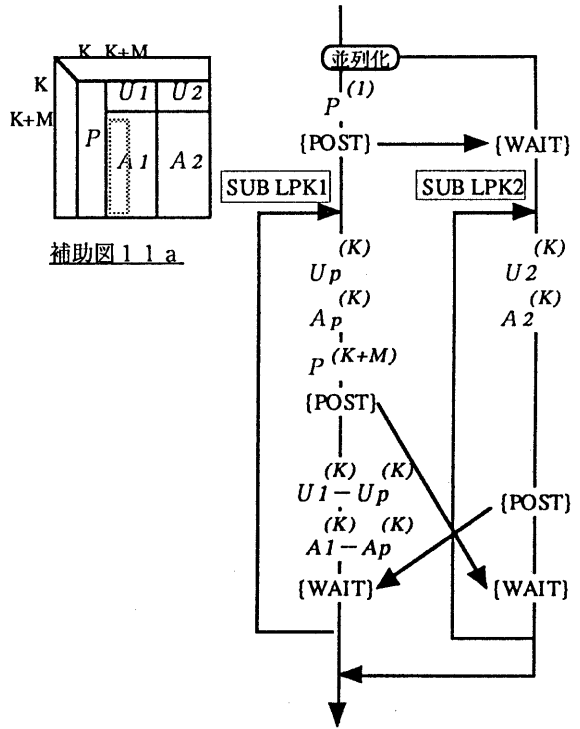 K K+M
K
K+M
U1 U2
P
A1 A2
補助図11a
並列化
P(1)
{POST} {WAIT}
SUB LPK1 SUB LPK2
Up(K) U2(K)
Ap(K) A2(K)
P(K+M)
{POST}
U1(K)－Up(K)
{POST}
A1(K)－Ap(K)
{WAIT} {WAIT}